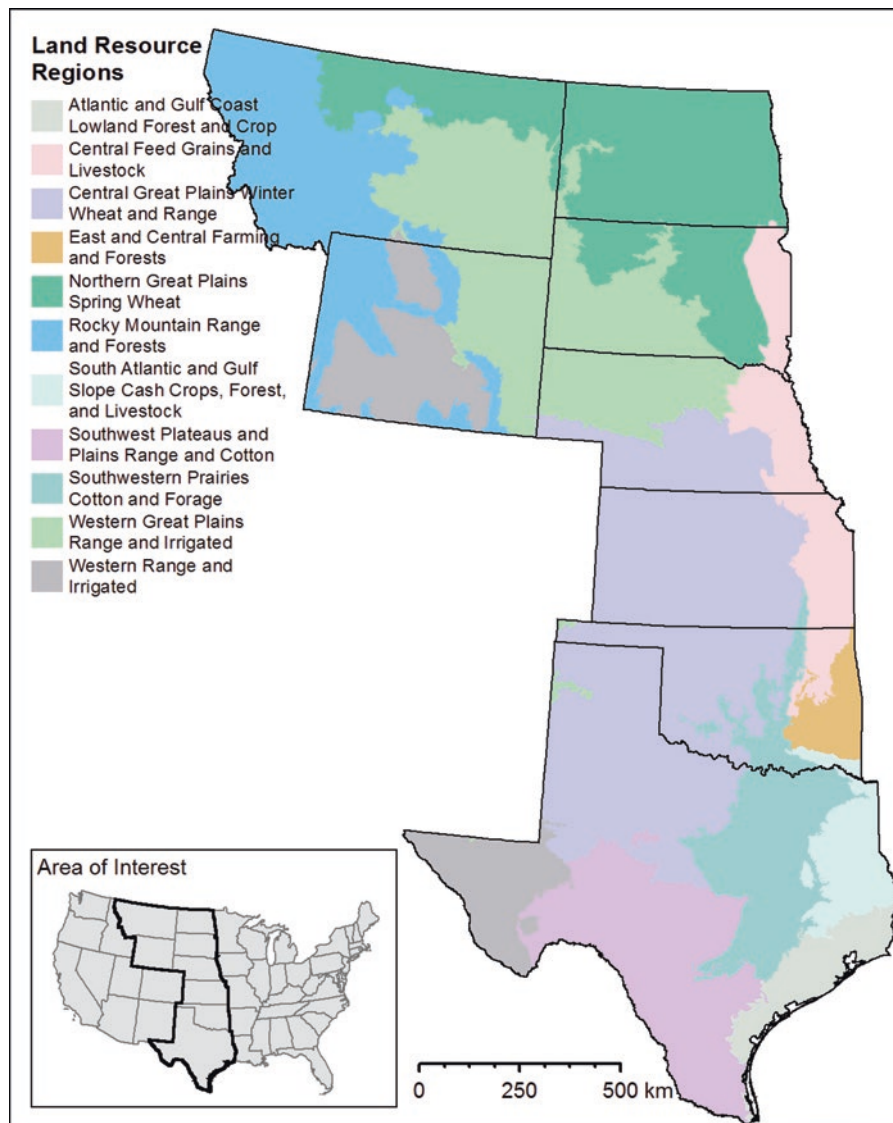 Land Resource
Regions
Atlantic and Gulf Coast
Lowland Forest and Crop
Central Feed Grains and
Livestock
Central Great Plains Winter
Wheat and Range
East and Central Farming
and Forests
Northern Great Plains
Spring Wheat
Rocky Mountain Range
and Forests
South Atlantic and Gulf
Slope Cash Crops, Forest,
and Livestock
Southwest Plateaus and
Plains Range and Cotton
Southwestern Prairies
Cotton and Forage
Western Great Plains
Range and Irrigated
Western Range and
Irrigated
Area of Interest
0 250 500 km